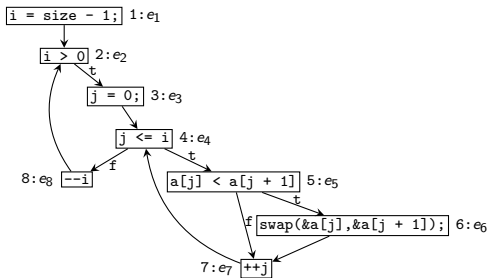 i = size - 1; 1:e₁
i > 0 2:e₂
t
j = 0; 3:e₃
j <= i 4:e₄
f t
8:e₈ --i
a[j] < a[j + 1] 5:e₅
t
f
swap(&a[j],&a[j + 1]); 6:e₆
7:e₇ ++j